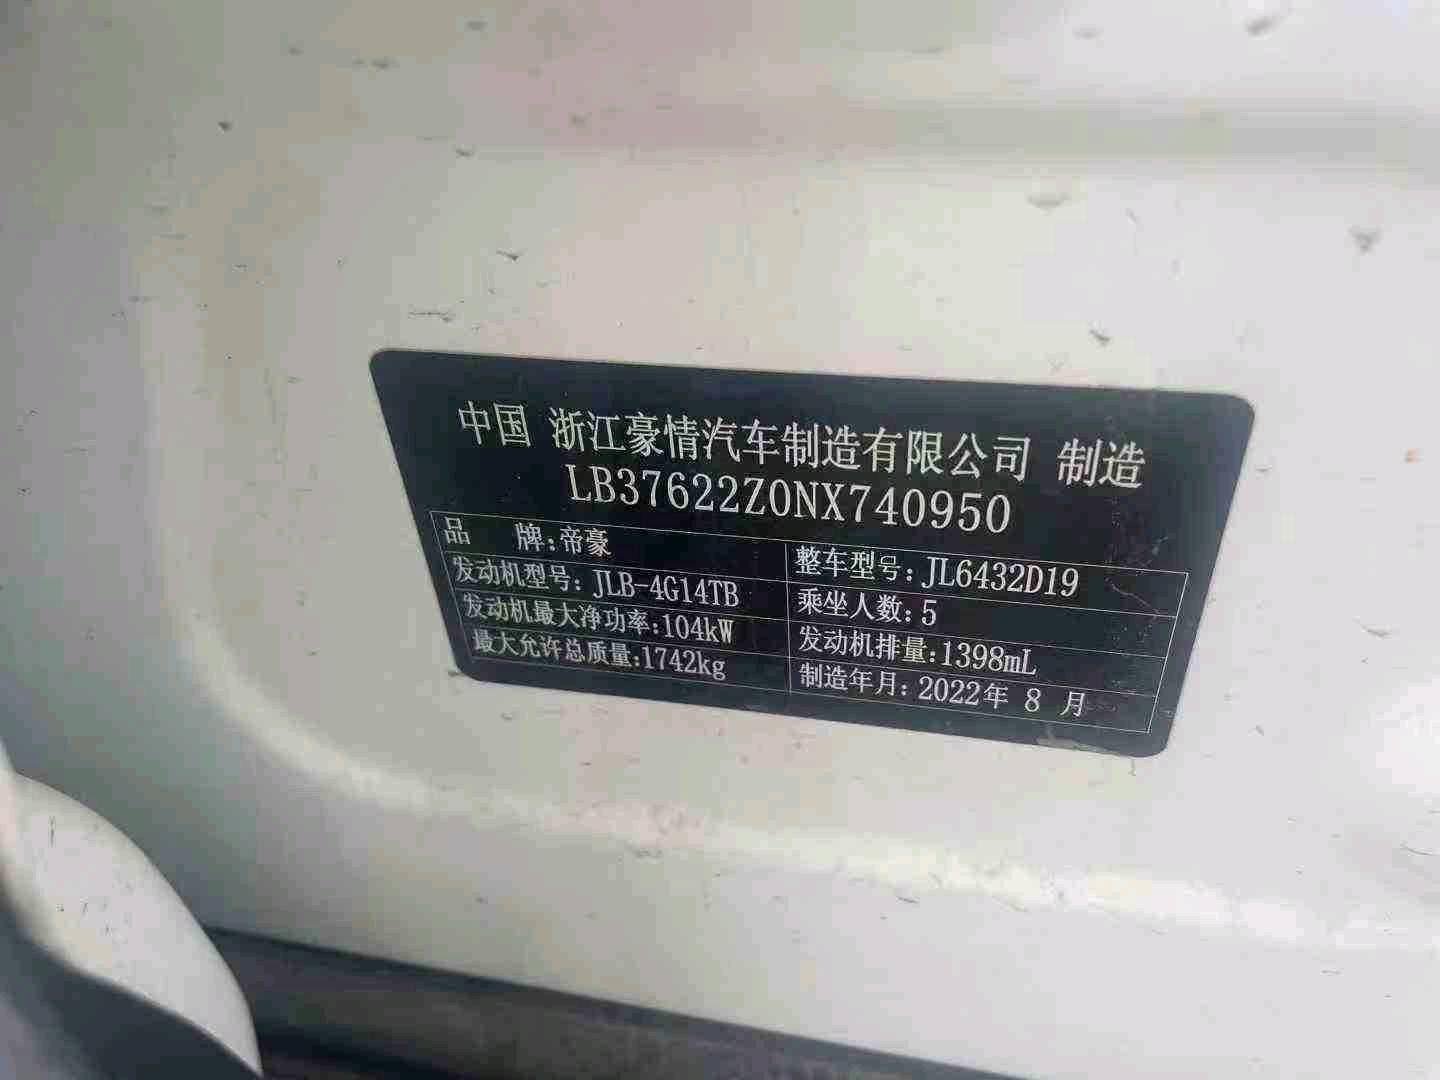 中国 浙江豪情汽车制造有限公司 制造
LB37622Z0NX740950
品 牌:帝豪 整车型号:JL6432D19
发动机型号:JLB-4G14TB 乘坐人数:5
发动机最大净功率:104kW 发动机排量:1398mL
最大允许总质量:1742kg 制造年月:2022年 8 月